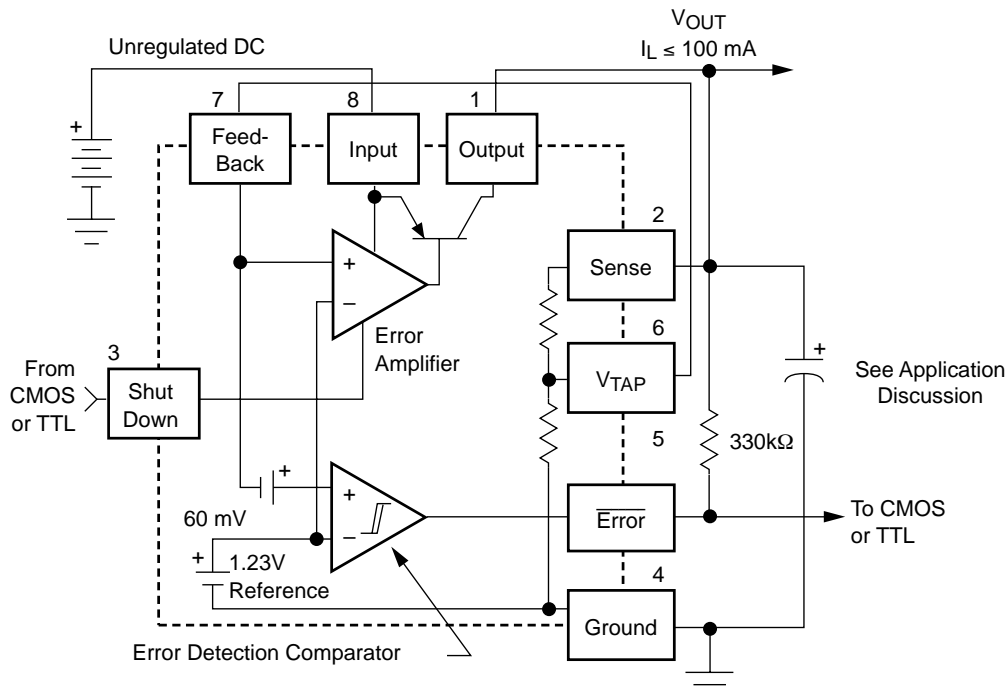 VOUT
IL ≤ 100 mA
Unregulated DC
7
8
1
+
Feed-
Back
Input
Output
2
Sense
+
–
Error
Amplifier
6
VTAP
+
See Application
Discussion
3
From
CMOS
or TTL
Shut
Down
5
330kΩ
+
+
–
60 mV
Error
To CMOS
or TTL
+
1.23V
Reference
4
Ground
Error Detection Comparator